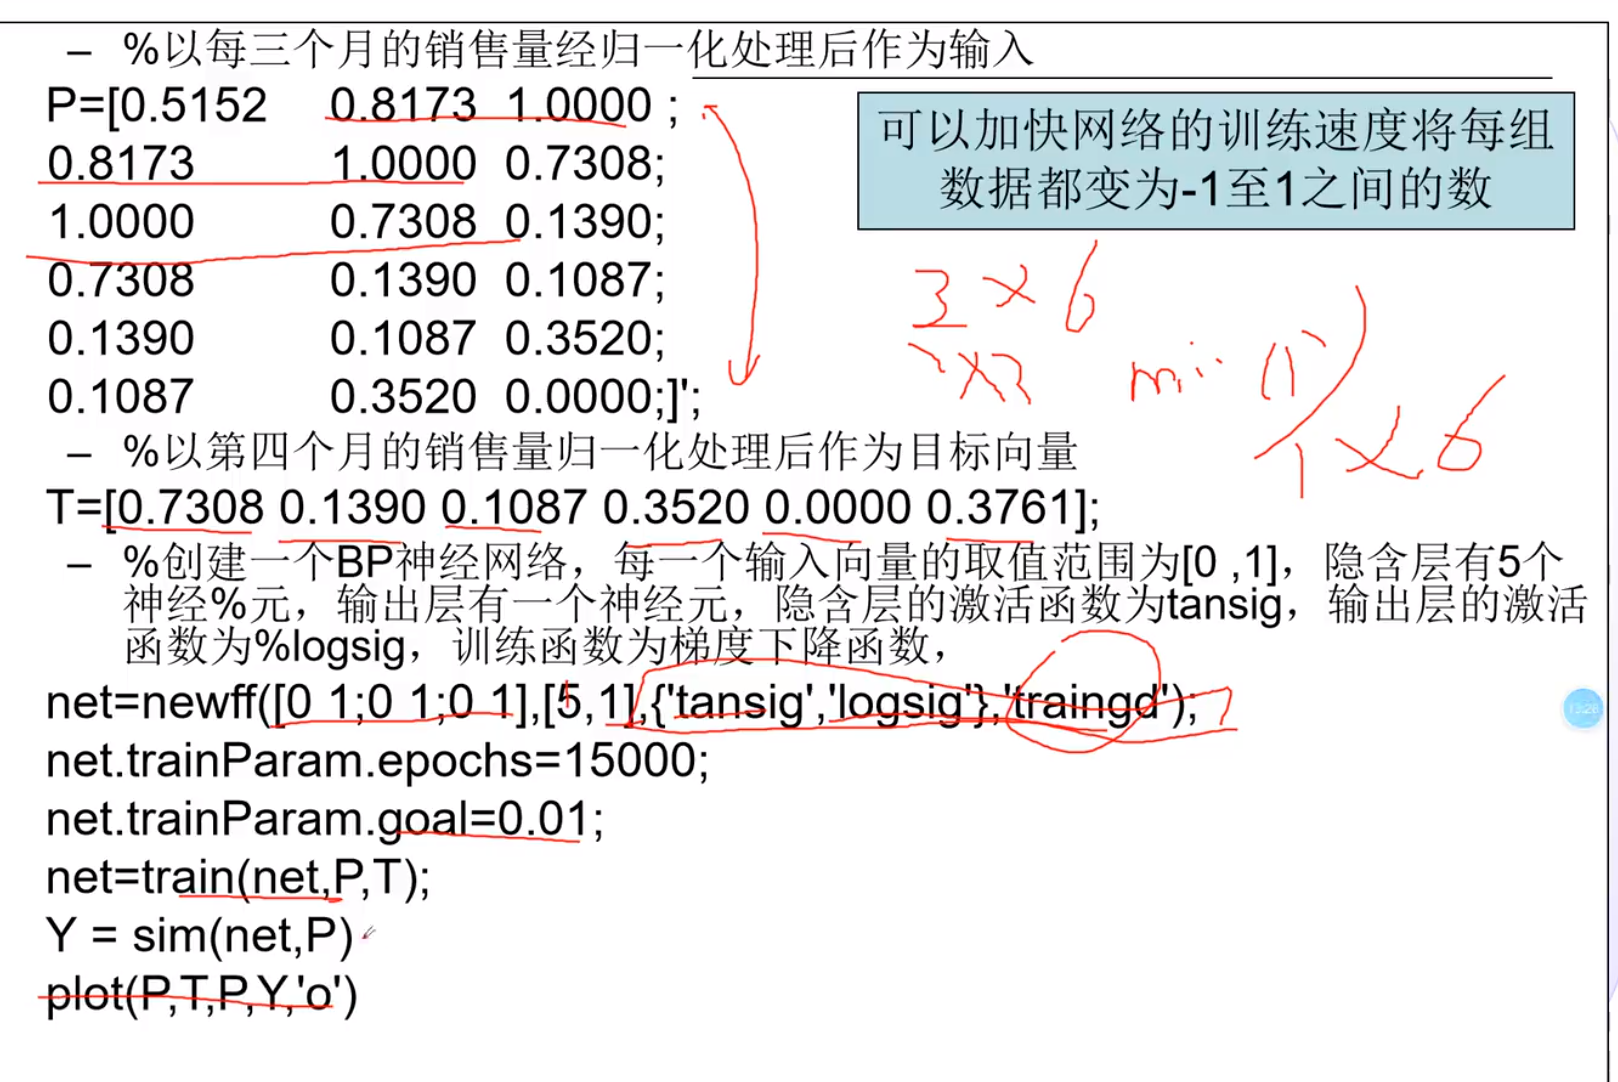 – %以每三个月的销售量经归一化处理后作为输入
P=[0.5152 0.8173 1.0000 ;
0.8173 1.0000 0.7308;
1.0000 0.7308 0.1390;
0.7308 0.1390 0.1087;
0.1390 0.1087 0.3520;
0.1087 0.3520 0.0000;]';
可以加快网络的训练速度将每组
数据都变为-1至1之间的数
3×6
1×6
– %以第四个月的销售量归一化处理后作为目标向量
T=[0.7308 0.1390 0.1087 0.3520 0.0000 0.3761];
– %创建一个BP神经网络，每一个输入向量的取值范围为[0 ,1]，隐含层有5个
神经%元，输出层有一个神经元，隐含层的激活函数为tansig，输出层的激活
函数为%logsig，训练函数为梯度下降函数，
net=newff([0 1;0 1;0 1],[5,1],{'tansig','logsig'},'traingd');
net.trainParam.epochs=15000;
net.trainParam.goal=0.01;
net=train(net,P,T);
Y = sim(net,P)
plot(P,T,P,Y,'o')
13:28